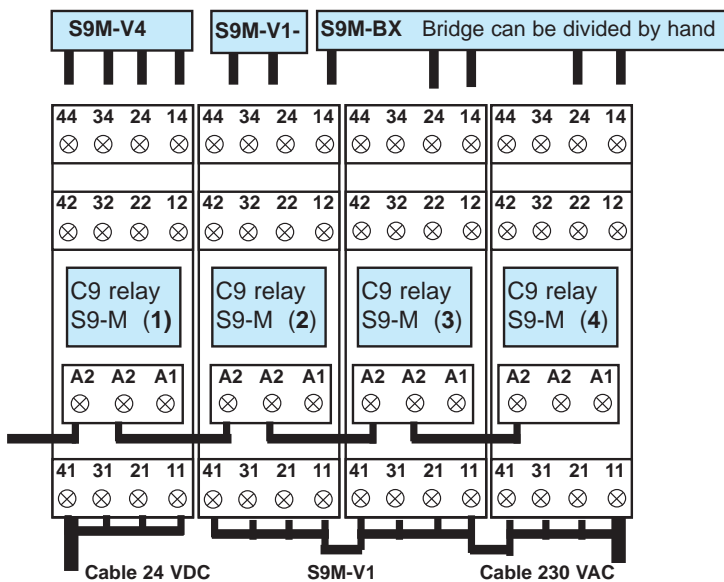 S9M-V4 S9M-V1- S9M-BX Bridge can be divided by hand
44 34 24 14 44 34 24 14 44 34 24 14 44 34 24 14
42 32 22 12 42 32 22 12 42 32 22 12 42 32 22 12
C9 relay C9 relay C9 relay C9 relay
S9-M (1) S9-M (2) S9-M (3) S9-M (4)
A2 A2 A1 A2 A2 A1 A2 A2 A1 A2 A2 A1
41 31 21 11 41 31 21 11 41 31 21 11 41 31 21 11
Cable 24 VDC S9M-V1 Cable 230 VAC